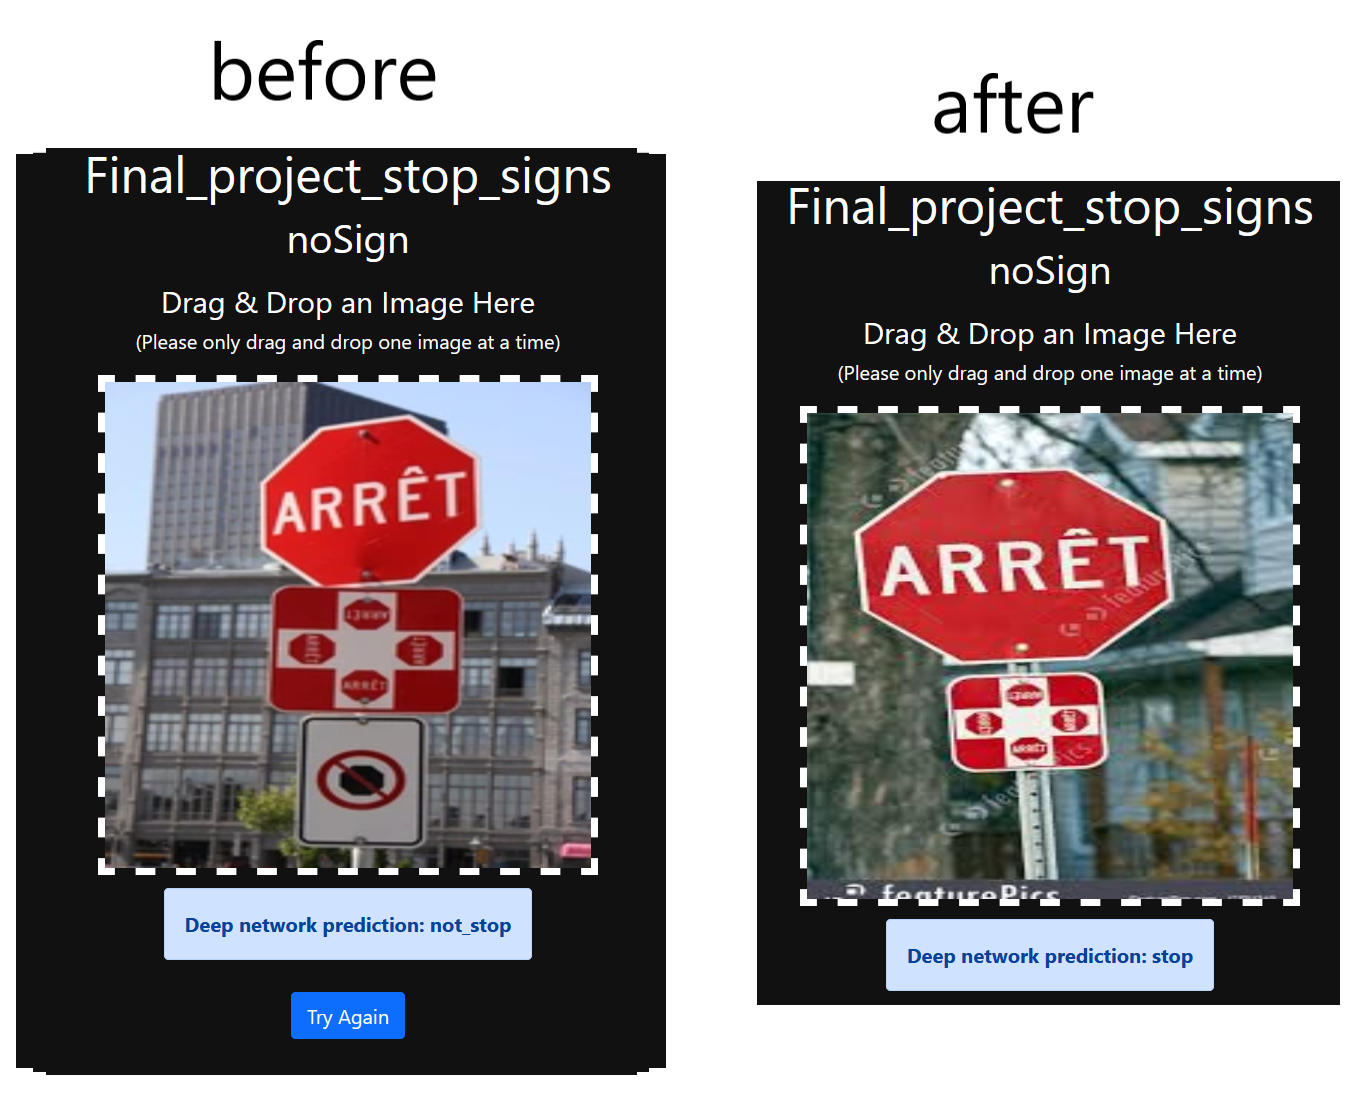 before
Final_project_stop_signs
noSign
Drag & Drop an Image Here
(Please only drag and drop one image at a time)
ARRÊT
ARRÊT
ARRÊT
ARRÊT
ARRÊT
Deep network prediction: not_stop
Try Again
after
Final_project_stop_signs
noSign
Drag & Drop an Image Here
(Please only drag and drop one image at a time)
ARRÊT
ARRÊT
ARRÊT
ARRÊT
ARRÊT
featurePics
Deep network prediction: stop